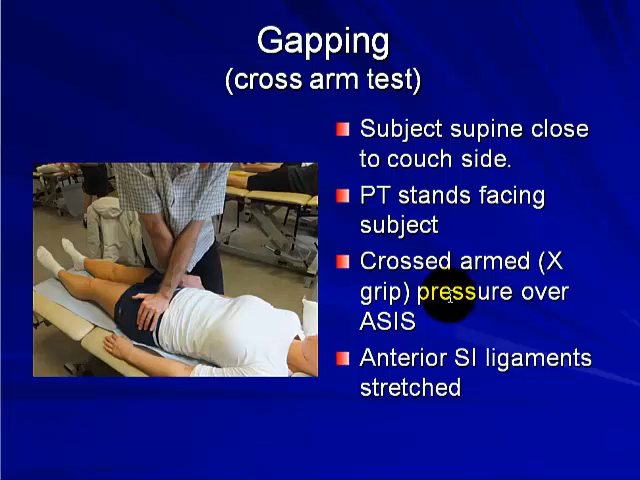 Gapping
(cross arm test)
Subject supine close
to couch side.
PT stands facing
subject
Crossed armed (X
grip) pressure over
ASIS
Anterior SI ligaments
stretched